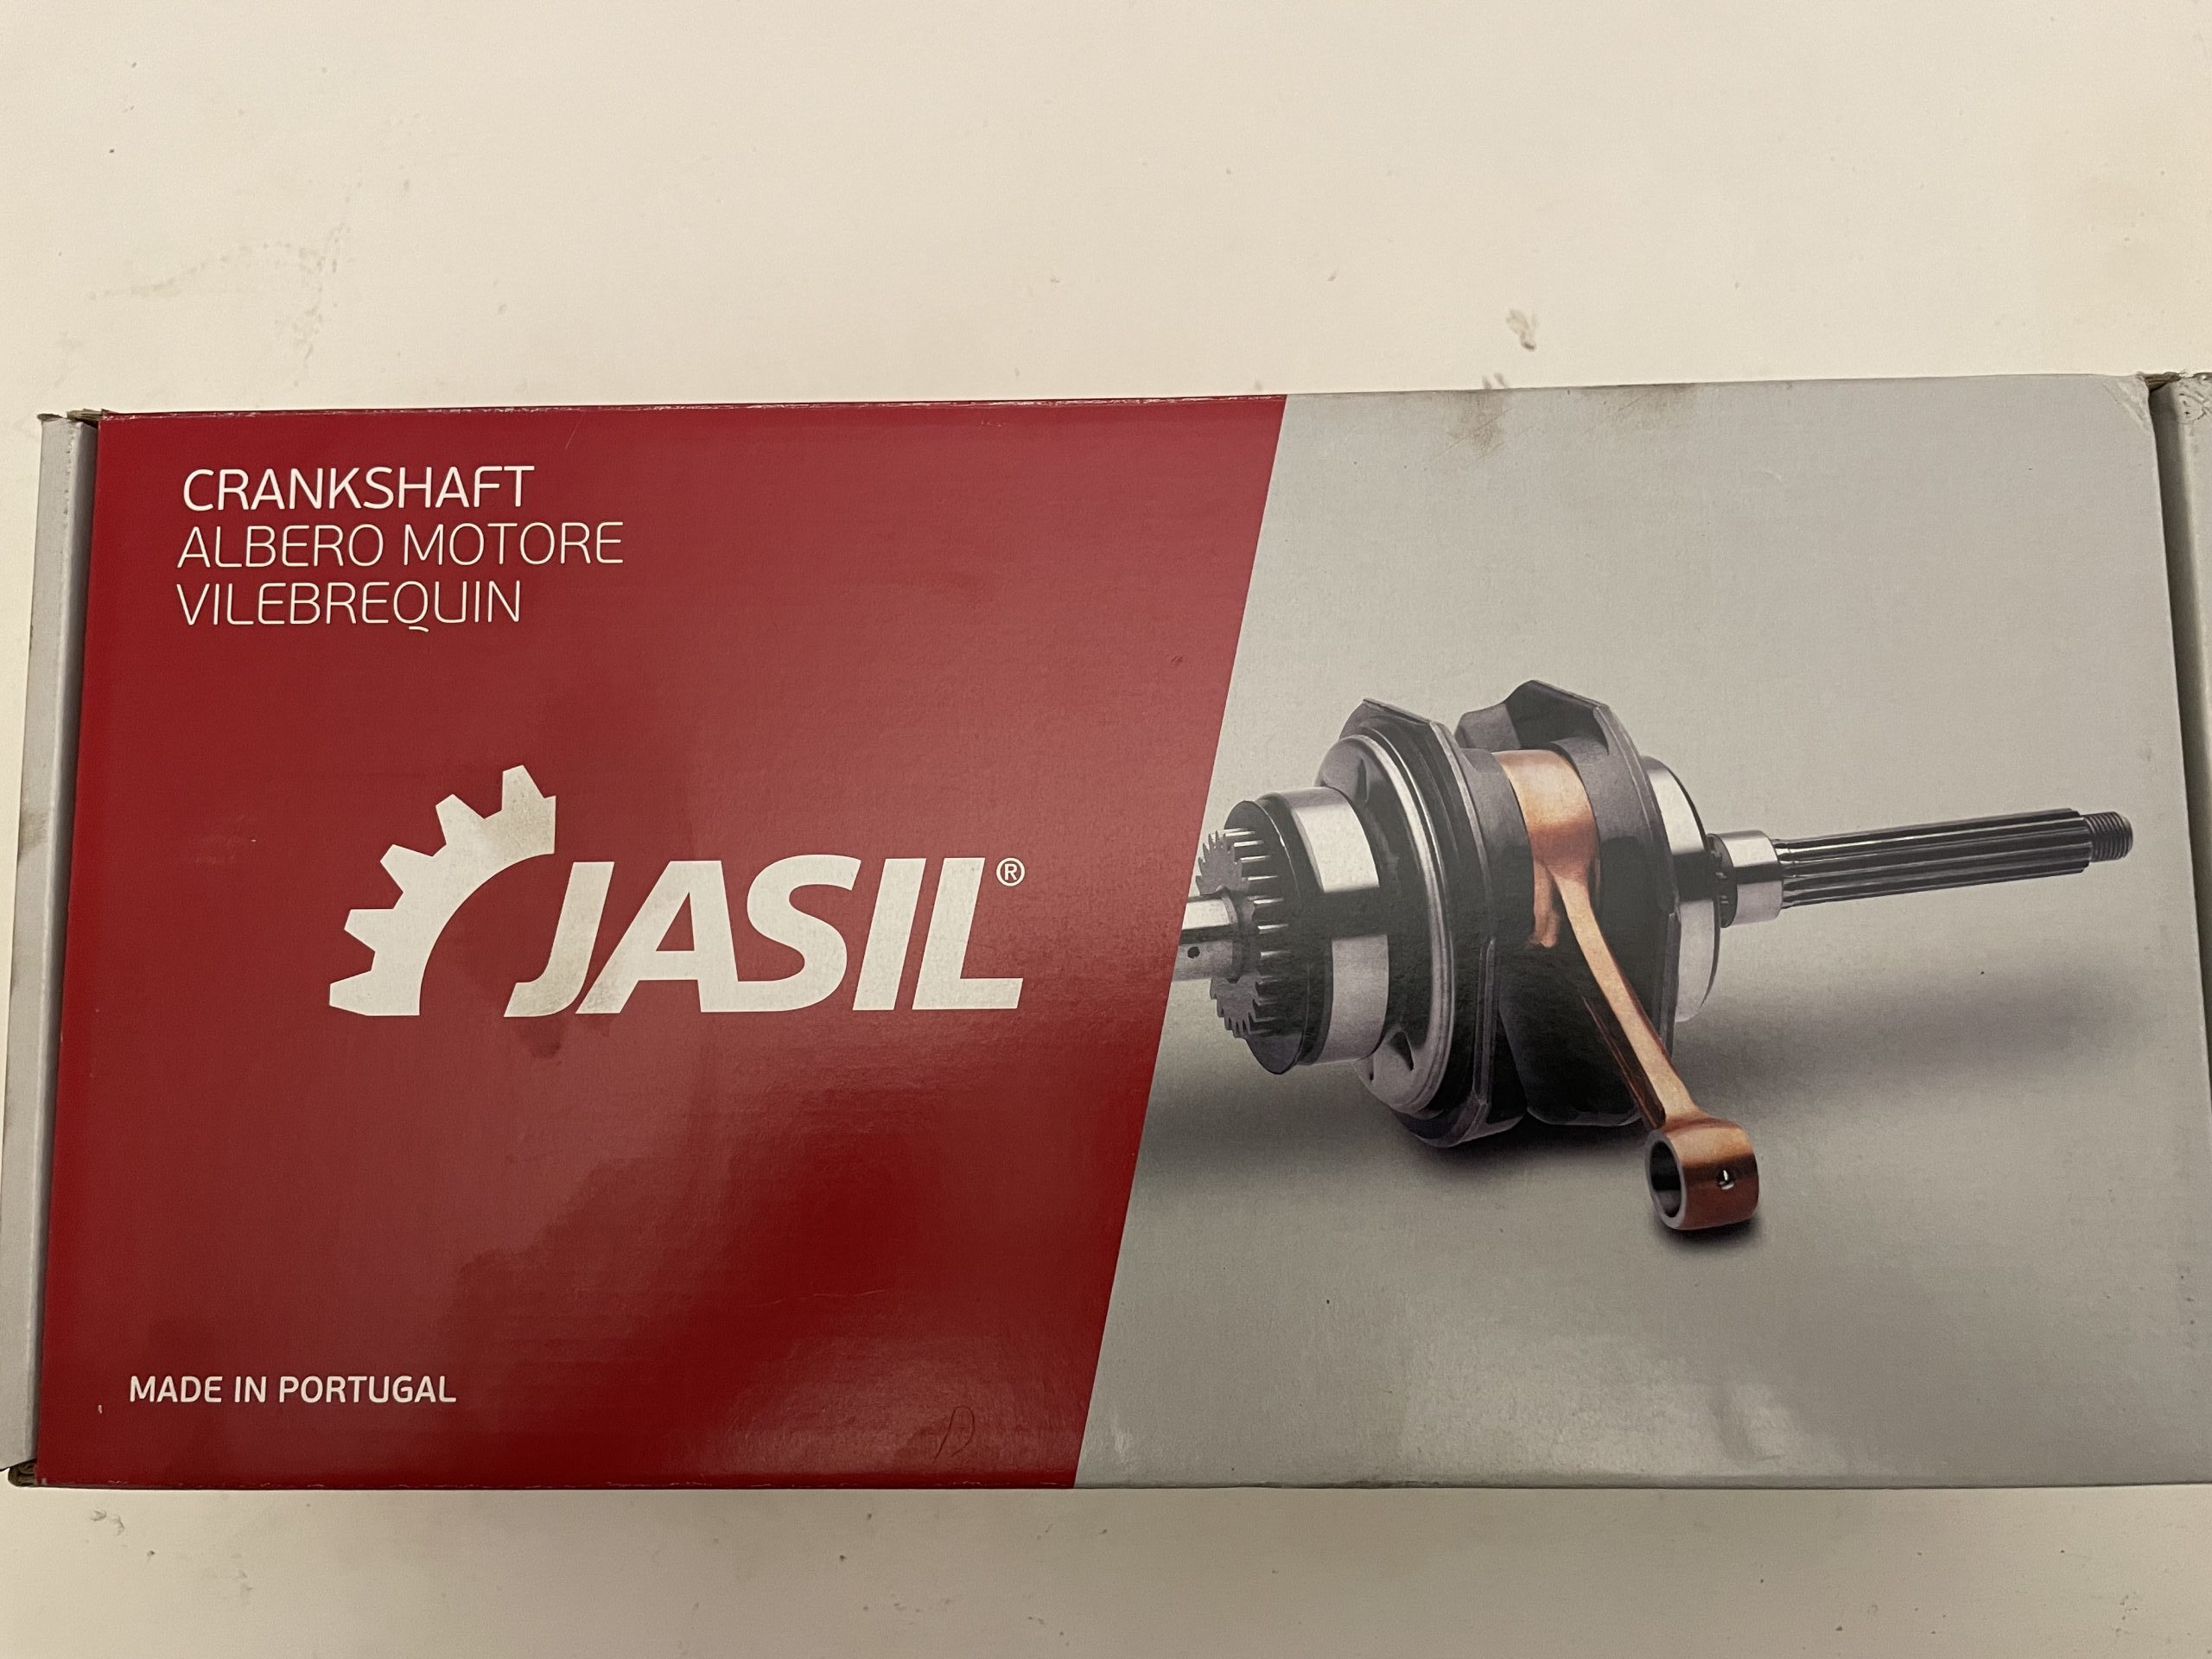 CRANKSHAFT
ALBERO MOTORE
VILEBREQUIN
JASIL®
MADE IN PORTUGAL